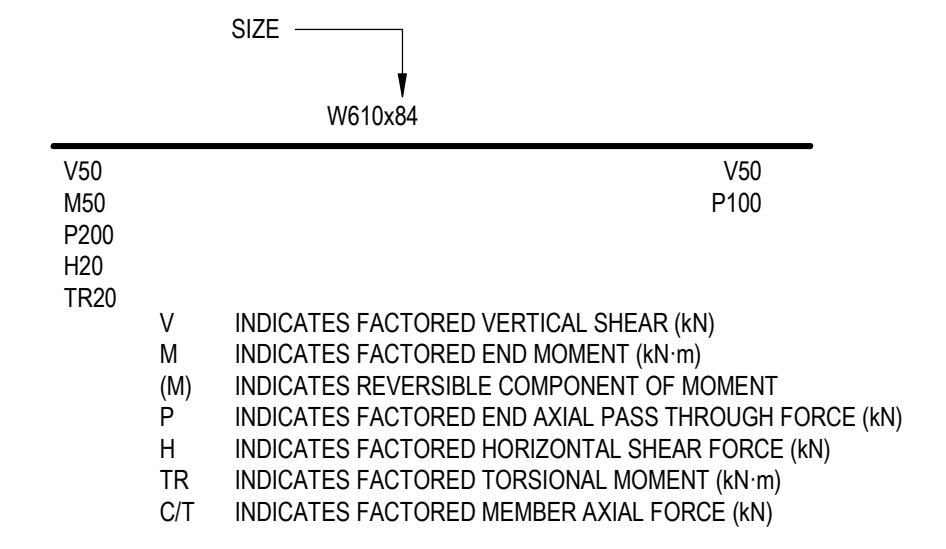 SIZE
W610x84
V50 V50
M50 P100
P200
H20
TR20
V INDICATES FACTORED VERTICAL SHEAR (kN)
M INDICATES FACTORED END MOMENT (kN·m)
(M) INDICATES REVERSIBLE COMPONENT OF MOMENT
P INDICATES FACTORED END AXIAL PASS THROUGH FORCE (kN)
H INDICATES FACTORED HORIZONTAL SHEAR FORCE (kN)
TR INDICATES FACTORED TORSIONAL MOMENT (kN·m)
C/T INDICATES FACTORED MEMBER AXIAL FORCE (kN)